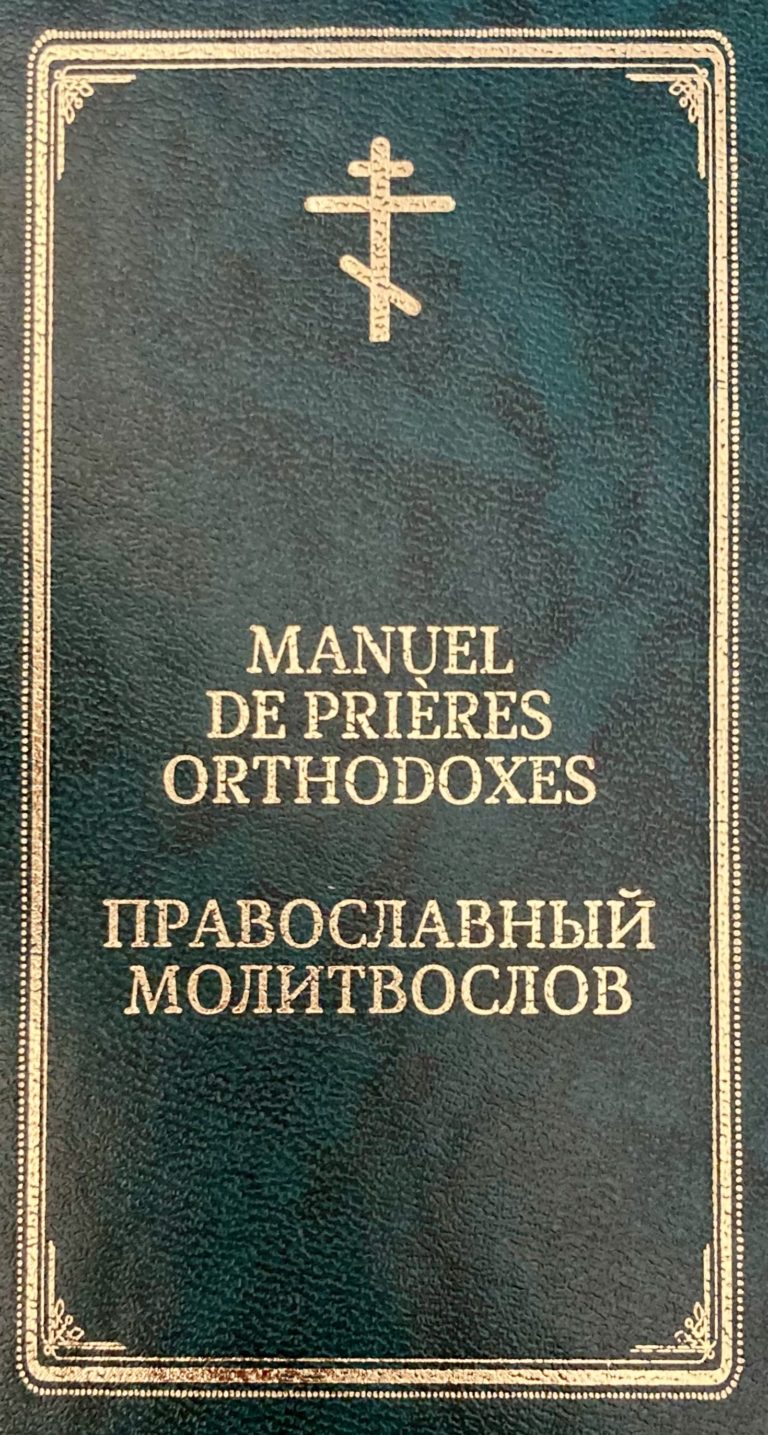 MANUEL
DE PRIÈRES
ORTHODOXES
ПРАВОСЛАВНЫЙ
МОЛИТВОСЛОВ